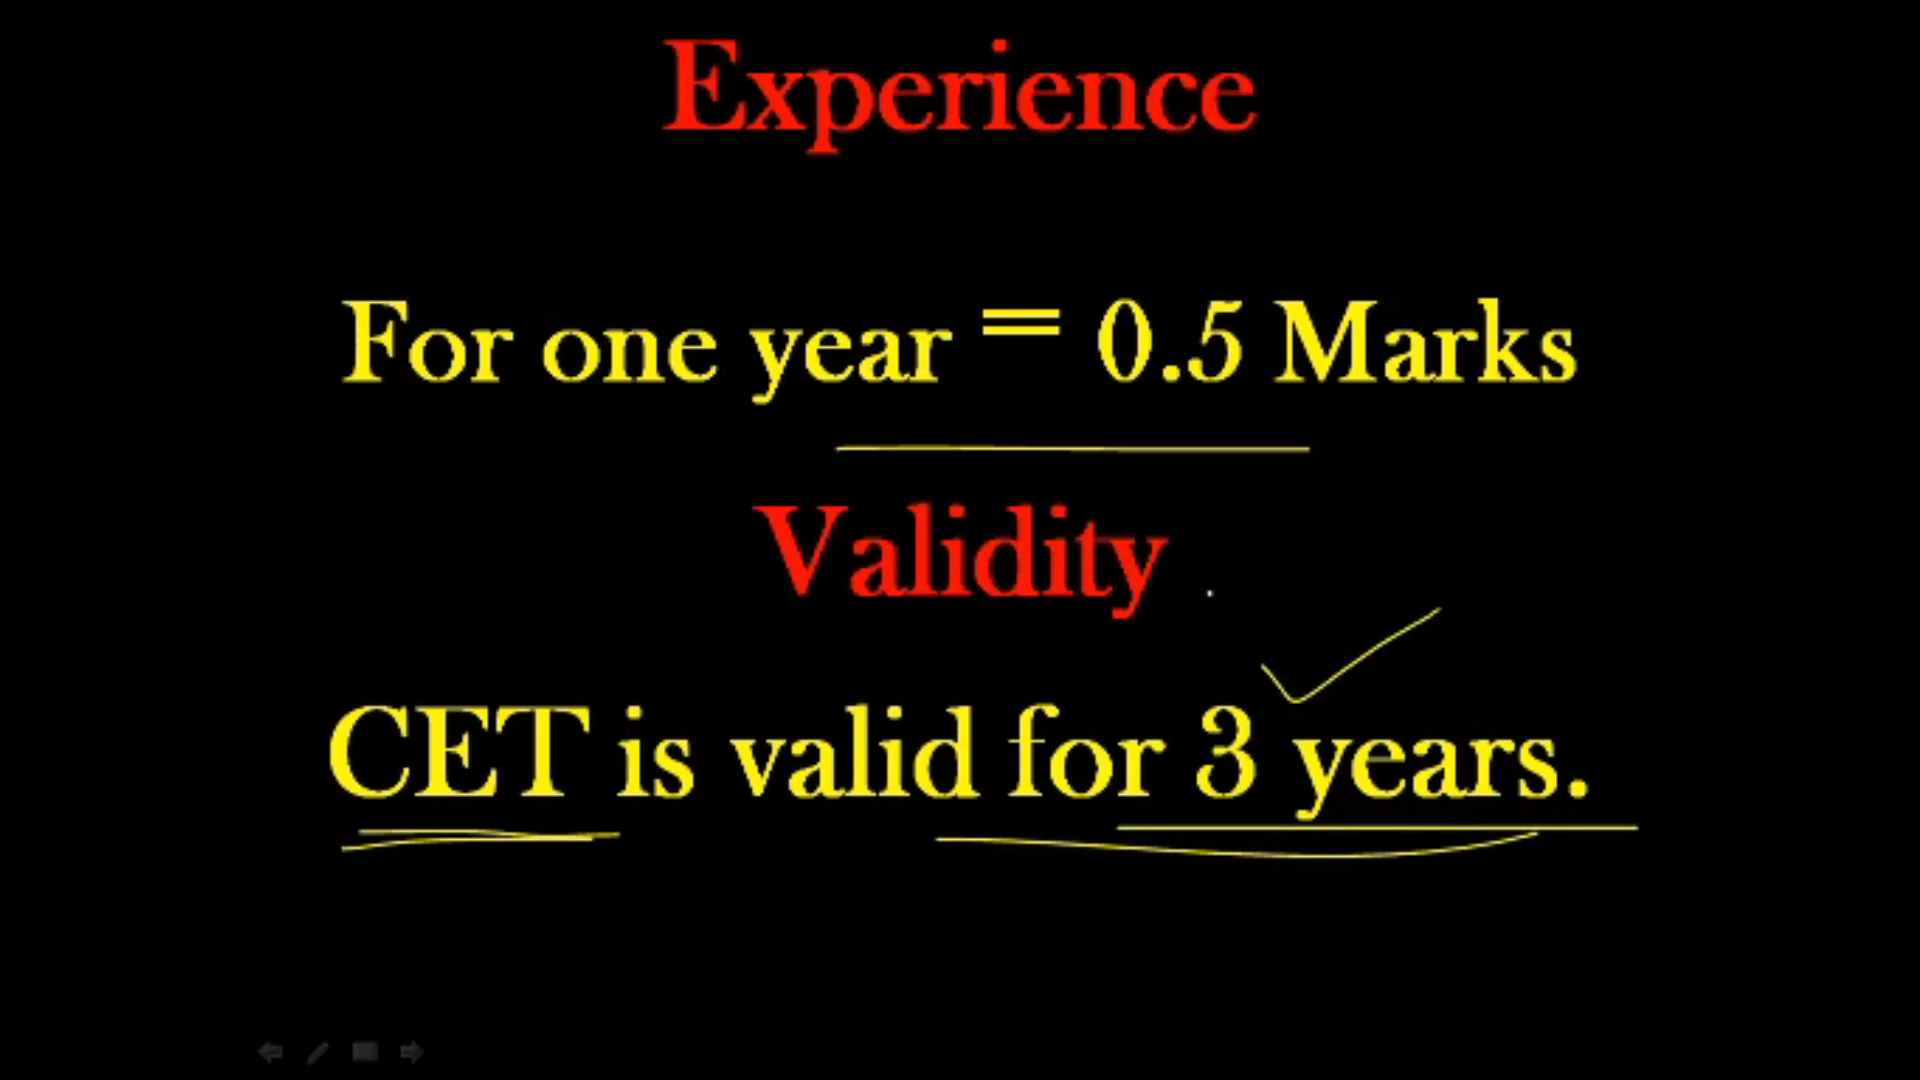 Experience
For one year = 0.5 Marks
Validity
CET is valid for 3 years.